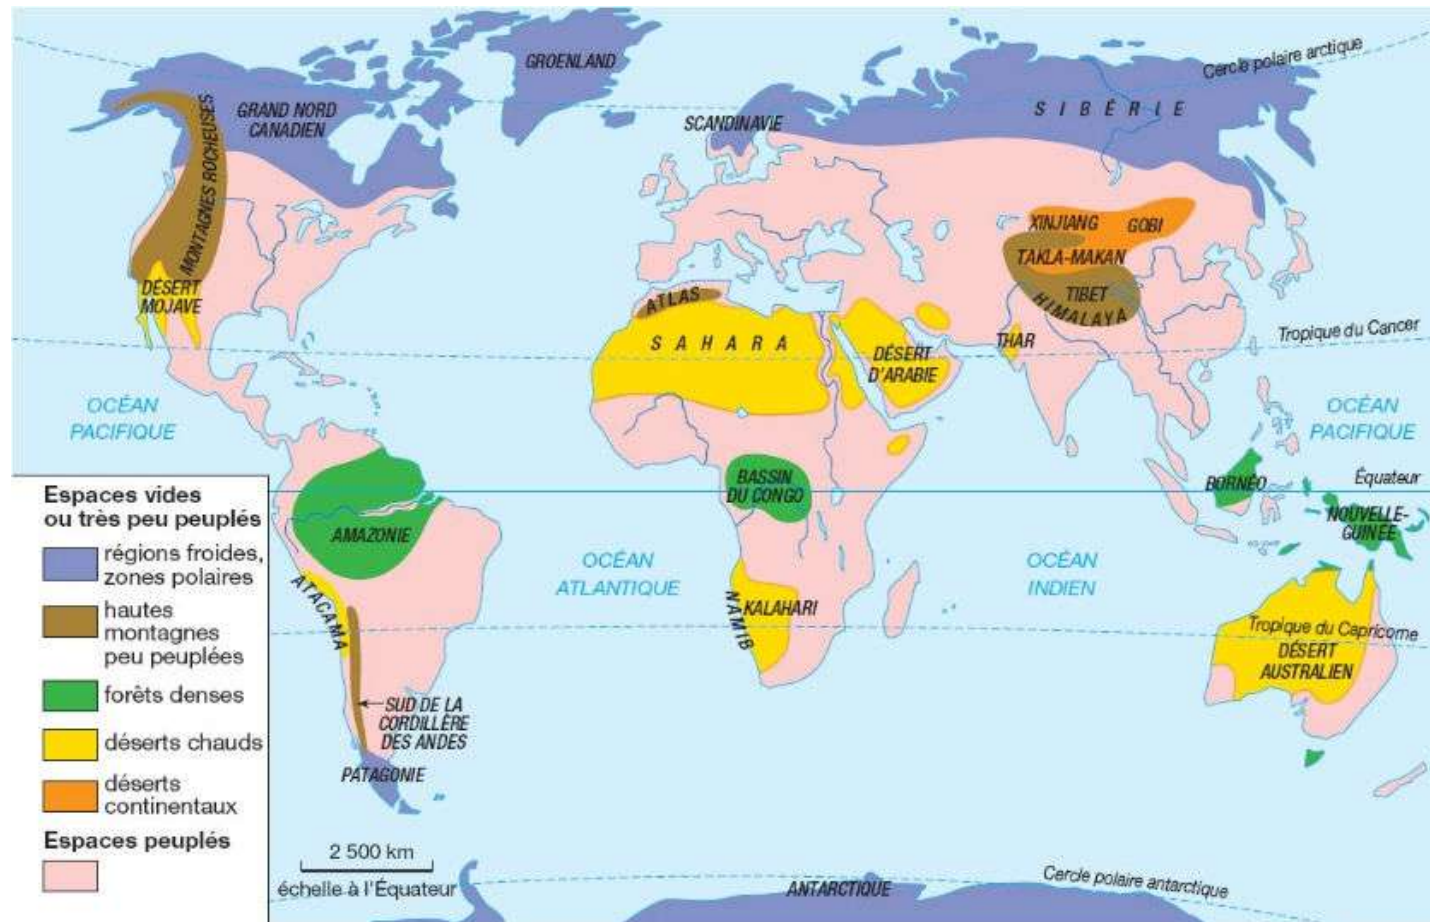 GROENLAND
Cercle polaire arctique
GRAND NORD
CANADIEN
MONTAGNES ROCHEUSES
SCANDINAVIE
SIBÉRIE
XINJIANG
GOBI
TAKLA-MAKAN
TIBET
HIMALAYA
DÉSERT
MOJAVE
ATLAS
SAHARA
DÉSERT
D'ARABIE
THAR
Tropique du Cancer
OCÉAN
PACIFIQUE
OCÉAN
PACIFIQUE
BASSIN
DU CONGO
BORNÉO
Équateur
NOUVELLE-
GUINÉE
AMAZONIE
OCÉAN
ATLANTIQUE
OCÉAN
INDIEN
ATACAMA
NAMIB
KALAHARI
Tropique du Capricorne
DÉSERT
AUSTRALIEN
SUD DE LA
CORDILLÈRE
DES ANDES
PATAGONIE
ANTARCTIQUE
Cercle polaire antarctique
Espaces vides
ou très peu peuplés
régions froides,
zones polaires
hautes
montagnes
peu peuplées
forêts denses
déserts chauds
déserts
continentaux
Espaces peuplés
2 500 km
échelle à l'Équateur